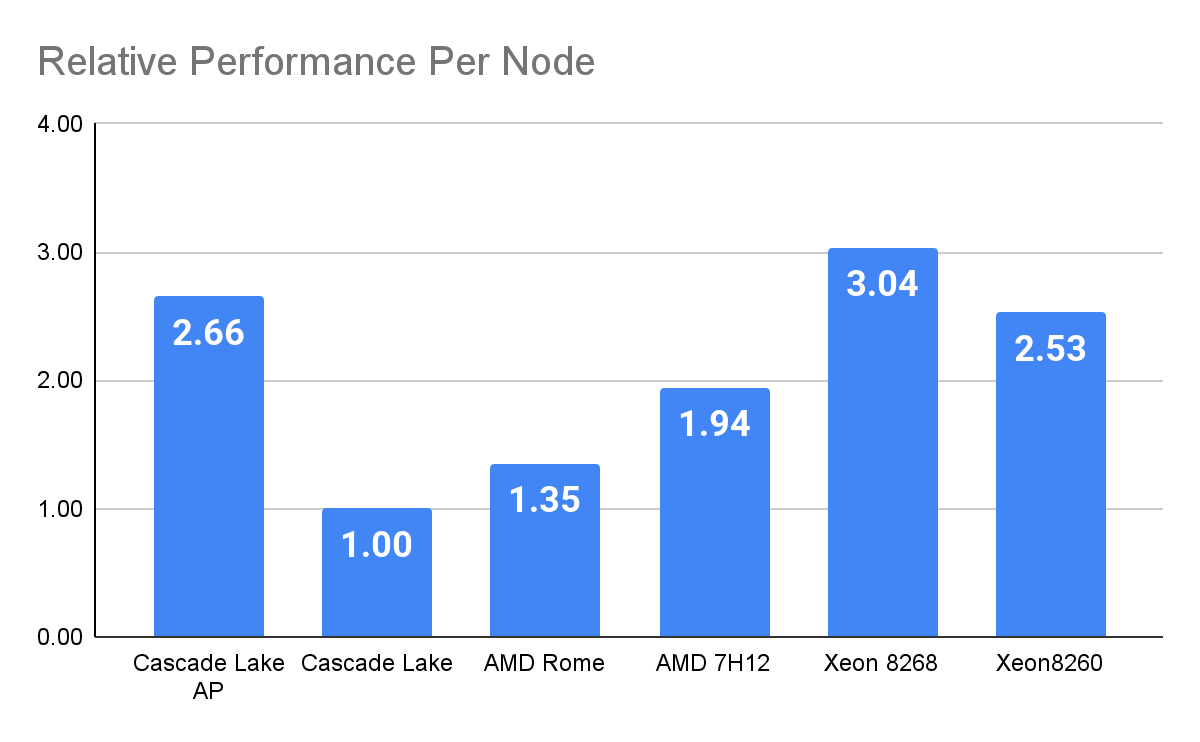 Relative Performance Per Node
4.00
3.00
2.00
1.00
0.00
2.66
1.00
1.35
1.94
3.04
2.53
Cascade Lake
AP
Cascade Lake
AMD Rome
AMD 7H12
Xeon 8268
Xeon8260